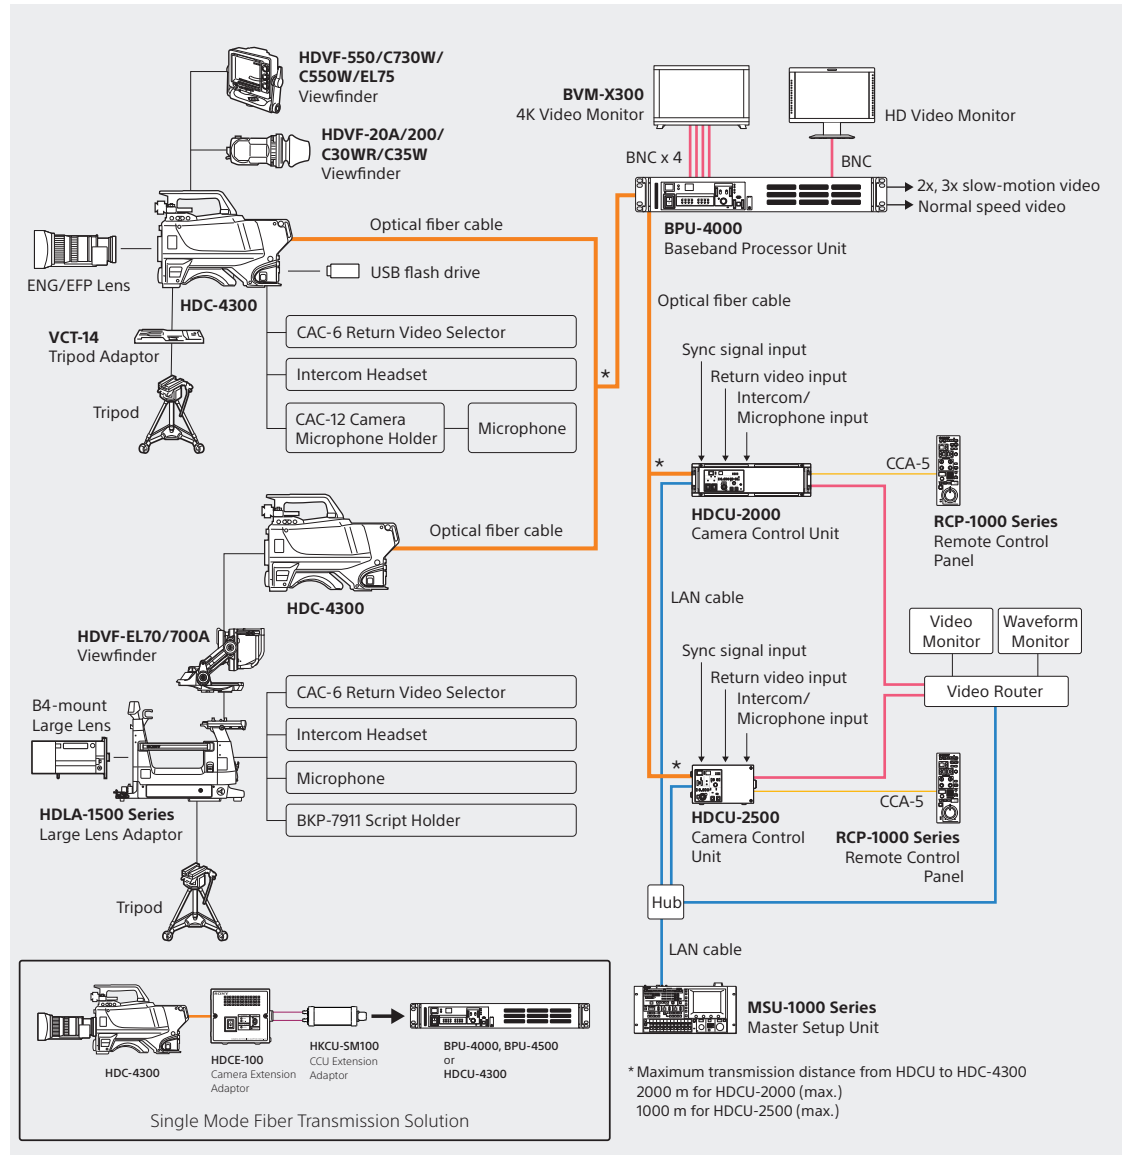 HDVF-550/C730W/
C550W/EL75
Viewfinder
HDVF-20A/200/
C30WR/C35W
Viewfinder
ENG/EFP Lens
HDC-4300
Optical fiber cable
USB flash drive
VCT-14
Tripod Adaptor
Tripod
CAC-6 Return Video Selector
Intercom Headset
CAC-12 Camera
Microphone Holder
Microphone
*
BVM-X300
4K Video Monitor
HD Video Monitor
BNC x 4
BNC
2x, 3x slow-motion video
Normal speed video
BPU-4000
Baseband Processor Unit
Optical fiber cable
Sync signal input
Return video input
Intercom/
Microphone input
*
CCA-5
HDCU-2000
Camera Control Unit
RCP-1000 Series
Remote Control
Panel
Optical fiber cable
HDC-4300
HDVF-EL70/700A
Viewfinder
B4-mount
Large Lens
HDLA-1500 Series
Large Lens Adaptor
Tripod
CAC-6 Return Video Selector
Intercom Headset
Microphone
BKP-7911 Script Holder
LAN cable
Video
Monitor
Waveform
Monitor
Video Router
Sync signal input
Return video input
Intercom/
Microphone input
*
CCA-5
HDCU-2500
Camera Control
Unit
RCP-1000 Series
Remote Control
Panel
Hub
LAN cable
MSU-1000 Series
Master Setup Unit
HDC-4300
HDCE-100
Camera Extension
Adaptor
HKCU-SM100
CCU Extension
Adaptor
BPU-4000, BPU-4500
or
HDCU-4300
Single Mode Fiber Transmission Solution
* Maximum transmission distance from HDCU to HDC-4300
2000 m for HDCU-2000 (max.)
1000 m for HDCU-2500 (max.)